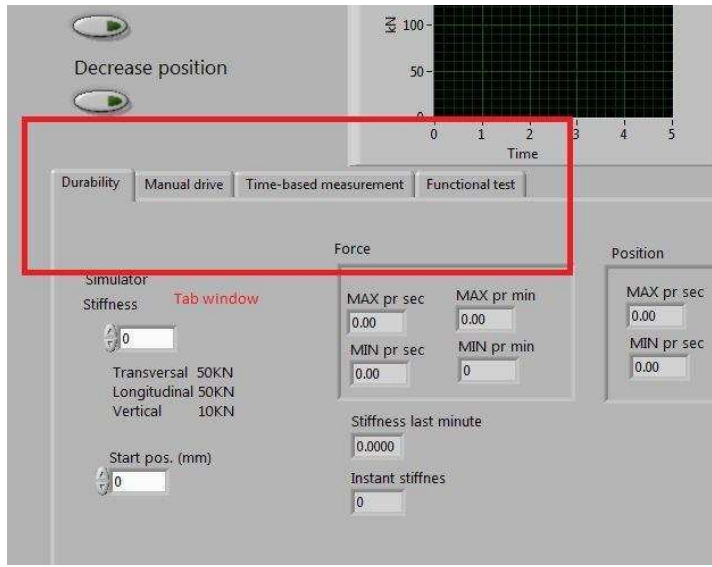 kN
100
50
0
0 1 2 3 4 5
Time
Decrease position
Durability Manual drive Time-based measurement Functional test
Simulator
Stiffness
Tab window
0
Transversal 50KN
Longitudinal 50KN
Vertical 10KN
Start pos. (mm)
0
Force
MAX pr sec MAX pr min
0.00 0.00
MIN pr sec MIN pr min
0.00 0
Stiffness last minute
0.0000
Instant stiffnes
0
Position
MAX pr sec
0.00
MIN pr sec
0.00